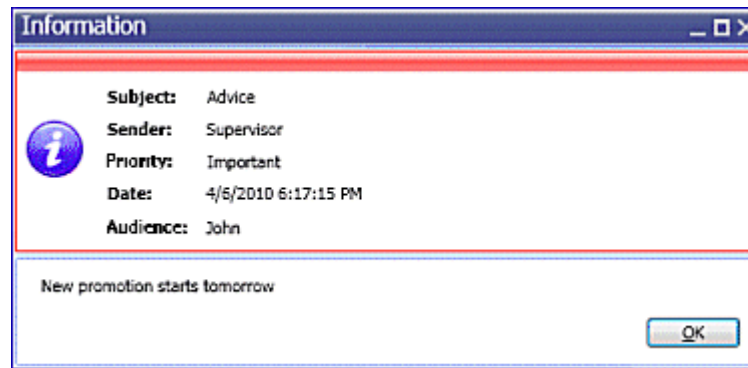 Information
Subject: Advice
Sender: Supervisor
Priority: Important
Date: 4/6/2010 6:17:15 PM
Audience: John
New promotion starts tomorrow
OK